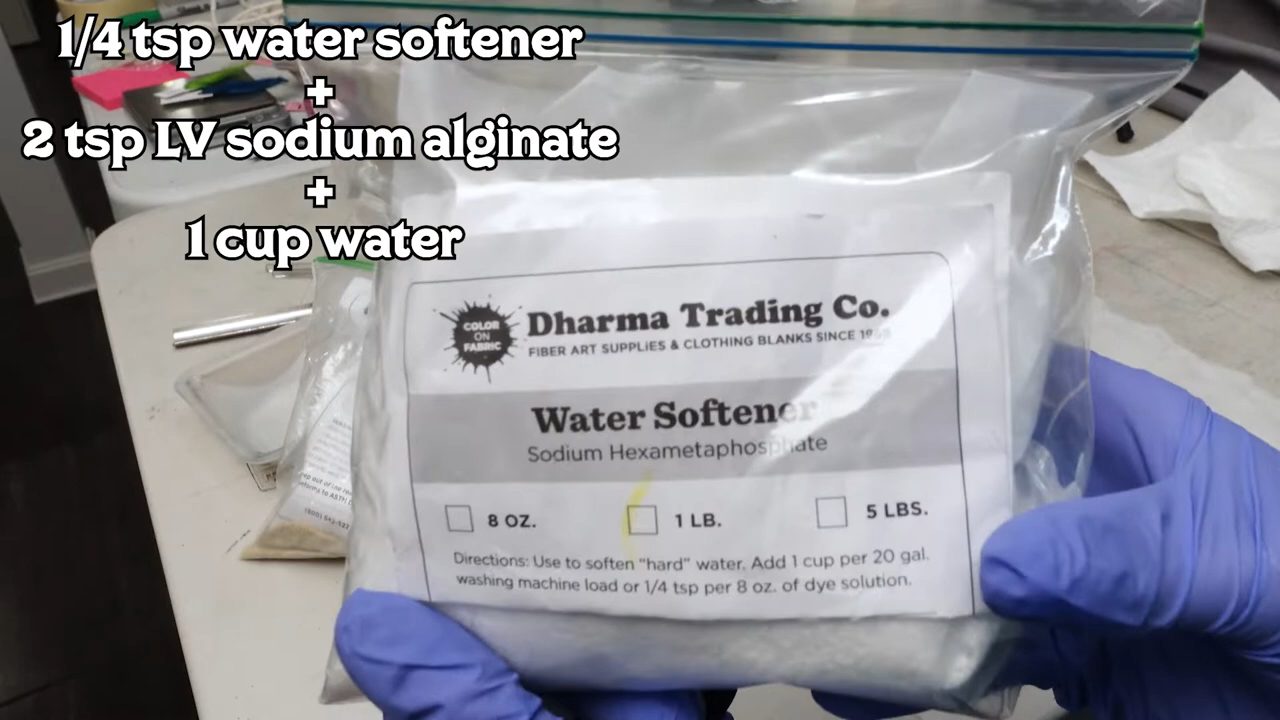 1/4 tsp water softener
+
2 tsp LV sodium alginate
+
1 cup water
COLOR
ON
FABRIC
Dharma Trading Co.
FIBER ART SUPPLIES & CLOTHING BLANKS SINCE
Water Softener
Sodium Hexametaphosphate
8 OZ.
1 LB.
5 LBS.
Directions: Use to soften "hard" water. Add 1 cup per 20 gal.
washing machine load or 1/4 tsp per 8 oz. of dye solution.